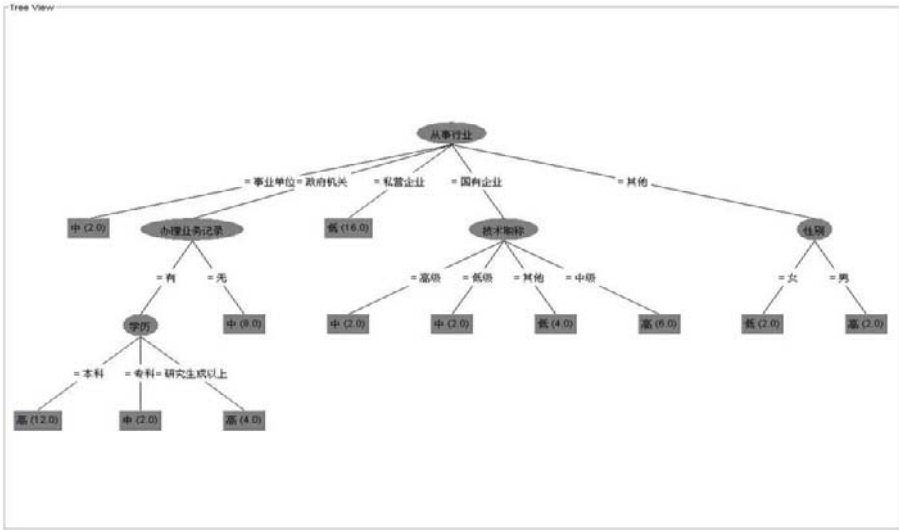 Tree View
从事行业
= 事业单位 = 政府机关 = 私营企业 = 国有企业 = 其他
中 (2.0) 办理业务记录 低 (16.0) 技术职称 性别
= 有 = 无 = 高级 = 低级 = 其他 = 中级 = 女 = 男
学历 中 (8.0) 中 (2.0) 中 (2.0) 低 (4.0) 高 (6.0) 低 (2.0) 高 (2.0)
= 本科 = 专科 = 研究生或以上
高 (12.0) 中 (2.0) 高 (4.0)